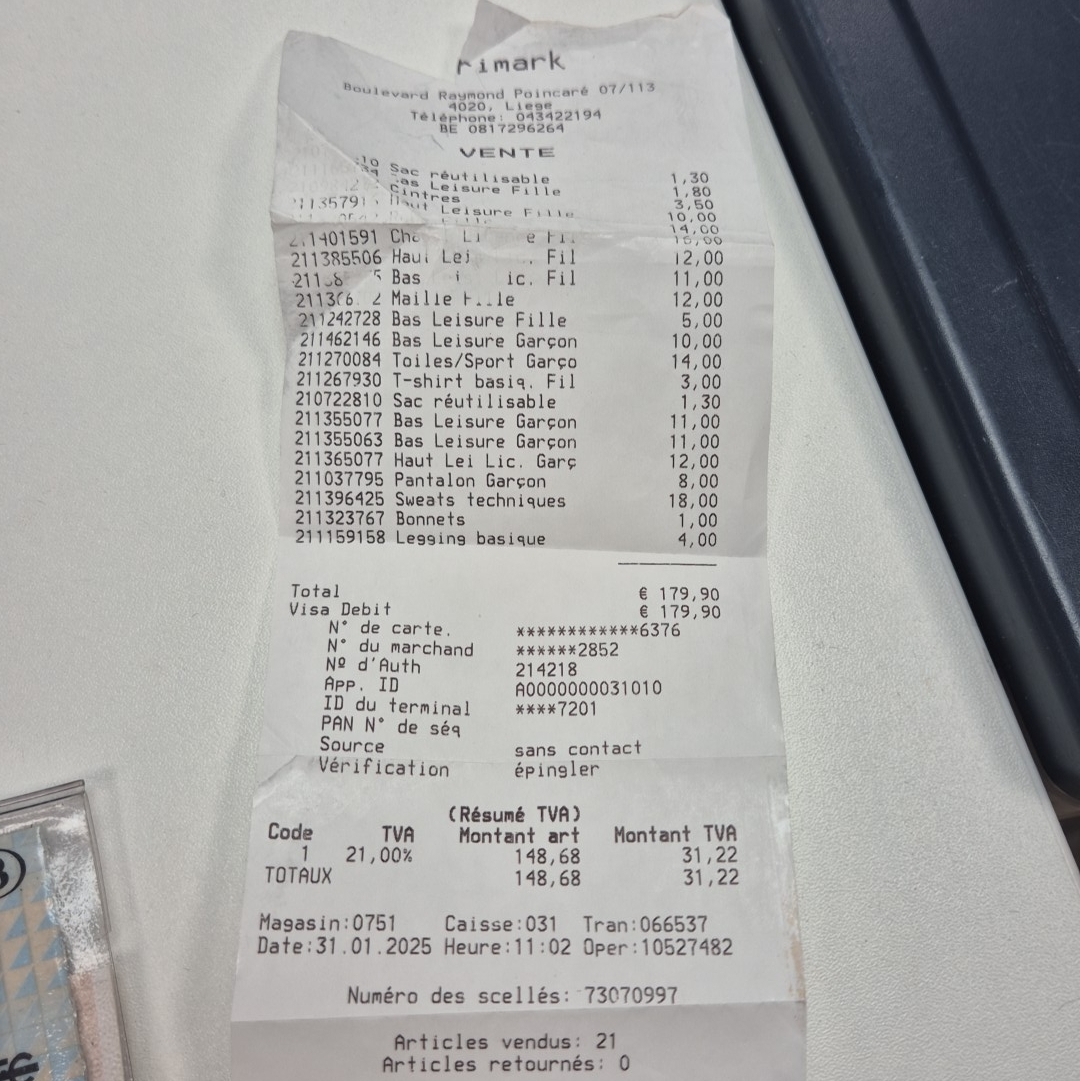 rimark
Boulevard Raymond Poincaré 07/113
4020, Liege
Téléphone: 043422194
BE 0817296264
VENTE
Sac réutilisable 1,30
Leisure Fille 1,80
Cintres 3,50
Leisure Fille 10,00
14,00
211401591 15,00
211385506 Haut Lei Fil 12,00
Bas ic. Fil 11,00
Maille 12,00
211242728 Bas Leisure Fille 5,00
211462146 Bas Leisure Garçon 10,00
211270084 Toiles/Sport Garço 14,00
211267930 T-shirt basiq. Fil 3,00
210722810 Sac réutilisable 1,30
211355077 Bas Leisure Garçon 11,00
211355063 Bas Leisure Garçon 11,00
211365077 Haut Lei Lic. Garç 12,00
211037795 Pantalon Garçon 8,00
211396425 Sweats techniques 18,00
211323767 Bonnets 1,00
211159158 Legging basique 4,00
Total € 179,90
Visa Debit € 179,90
N° de carte. ************6376
N° du marchand ******2852
Nº d'Auth 214218
App. ID A0000000031010
ID du terminal ****7201
PAN N° de séq
Source sans contact
Vérification épingler
(Résumé TVA)
Code TVA Montant art Montant TVA
1 21,00% 148,68 31,22
TOTAUX 148,68 31,22
Magasin:0751 Caisse:031 Tran:066537
Date:31.01.2025 Heure:11:02 Oper:10527482
Numéro des scellés: 73070997
Articles vendus: 21
Articles retournés: 0